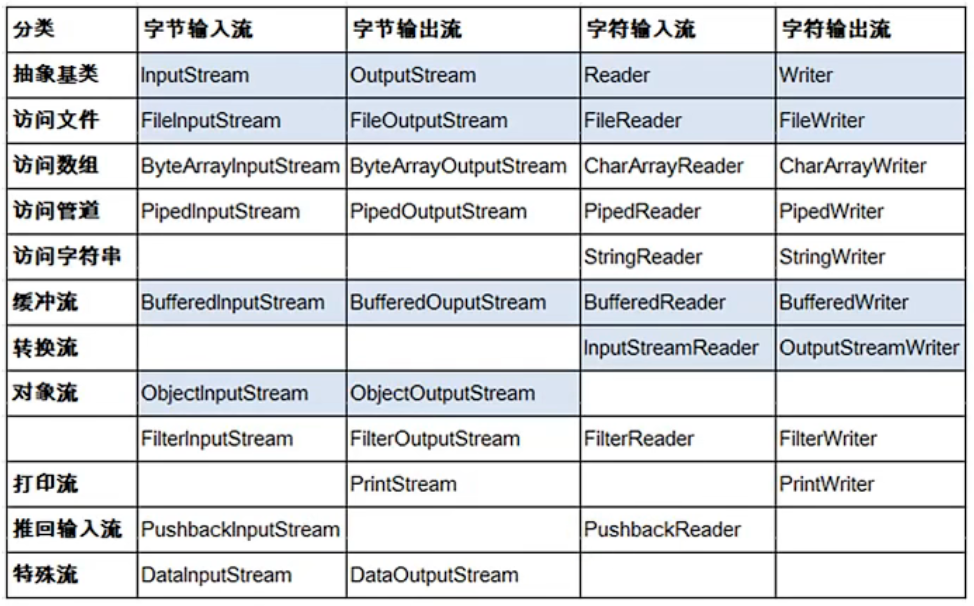 分类 字节输入流 字节输出流 字符输入流 字符输出流
抽象基类 InputStream OutputStream Reader Writer
访问文件 FileInputStream FileOutputStream FileReader FileWriter
访问数组 ByteArrayInputStream ByteArrayOutputStream CharArrayReader CharArrayWriter
访问管道 PipedInputStream PipedOutputStream PipedReader PipedWriter
访问字符串 StringReader StringWriter
缓冲流 BufferedInputStream BufferedOuputStream BufferedReader BufferedWriter
转换流 InputStreamReader OutputStreamWriter
对象流 ObjectInputStream ObjectOutputStream
FilterInputStream FilterOutputStream FilterReader FilterWriter
打印流 PrintStream PrintWriter
推回输入流 PushbackInputStream PushbackReader
特殊流 DataInputStream DataOutputStream